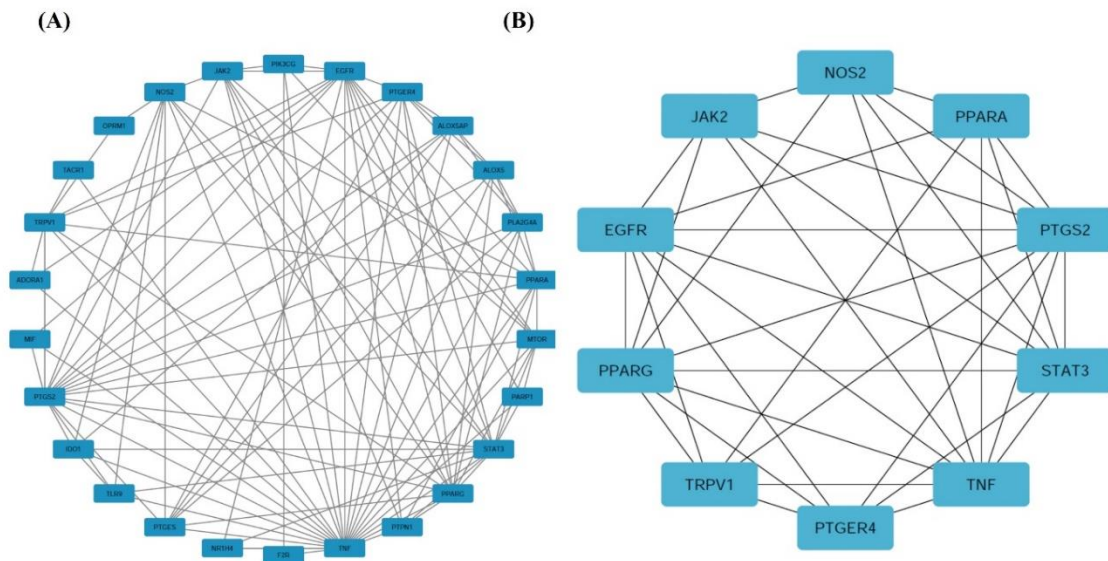 (A)
(B)
PIK3CG
JAK2
EGFR
NOS2
PTGER4
OPRM1
ALOX5AP
TACR1
ALOX5
TRPV1
PLA2G4A
ADORA1
PPARA
MIF
MTOR
PTGS2
PARP1
IDO1
STAT3
TLR9
PPARG
PTGES
PTPN1
NR1H4
F2R
TNF
NOS2
JAK2
PPARA
EGFR
PTGS2
PPARG
STAT3
TRPV1
TNF
PTGER4